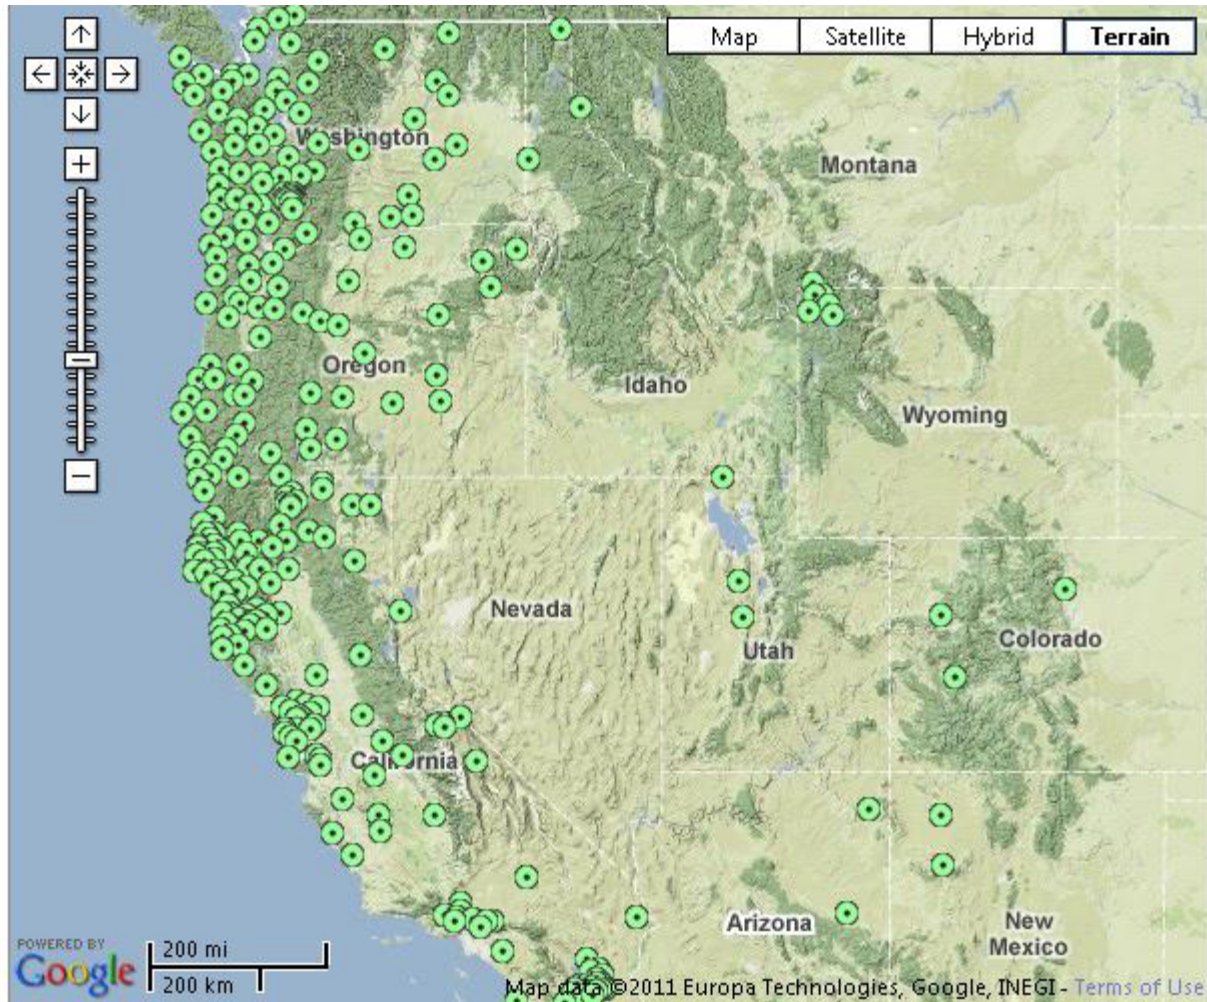 Map Satellite Hybrid Terrain
Washington
Montana
Oregon
Idaho
Wyoming
Nevada
Utah
Colorado
California
Arizona
New
Mexico
POWERED BY
Google
200 mi
200 km
Map data ©2011 Europa Technologies, Google, INEGI - Terms of Use